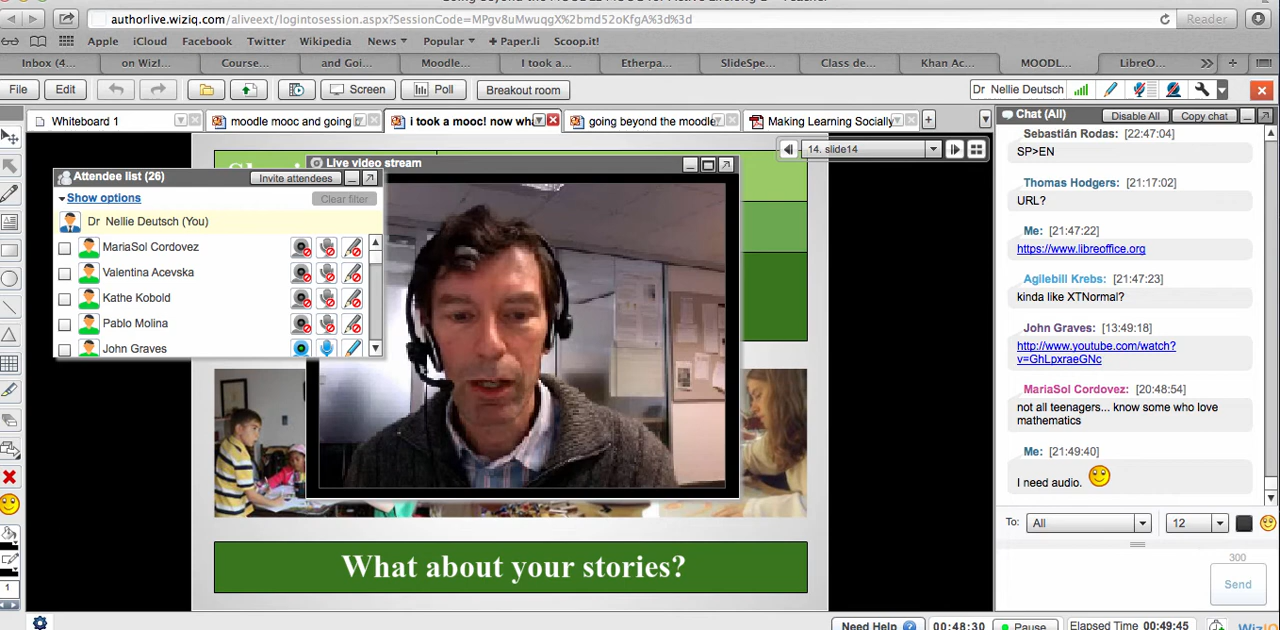 authorlive.wiziq.com/aliveext/logintosession.aspx?SessionCode=MPgv8uMwuqgX%2bmd52oKfgA%3d%3d
Reader
Apple iCloud Facebook Twitter Wikipedia News Popular + Paper.li Scoop.it!
Inbox (4... on WizI... Course... and Goi... Moodle... I took a... Etherpa... SlideSpe... Class de... Khan Ac... MOODL... LibreO...
File Edit Screen Poll Breakout room Dr Nellie Deutsch
Whiteboard 1 moodle mooc and going i took a mooc! now wha going beyond the moodle Making Learning Socially
14. slide14
Live video stream
Attendee list (26) Invite attendees
Show options Clear filter
Dr Nellie Deutsch (You)
MariaSol Cordovez
Valentina Acevska
Kathe Kobold
Pablo Molina
John Graves
What about your stories?
Chat (All) Disable All Copy chat
Sebastián Rodas: [22:47:04]
SP>EN
Thomas Hodgers: [21:17:02]
URL?
Me: [21:47:22]
https://www.libreoffice.org
Agilebill Krebs: [21:47:23]
kinda like XTNormal?
John Graves: [13:49:18]
http://www.youtube.com/watch?
v=GhLpxraeGNc
MariaSol Cordovez: [20:48:54]
not all teenagers... know some who love
mathematics
Me: [21:49:40]
I need audio.
To: All 12
300
Send
1
Need Help ? 00:48:30 Pause Elapsed Time 00:49:45 WizIQ